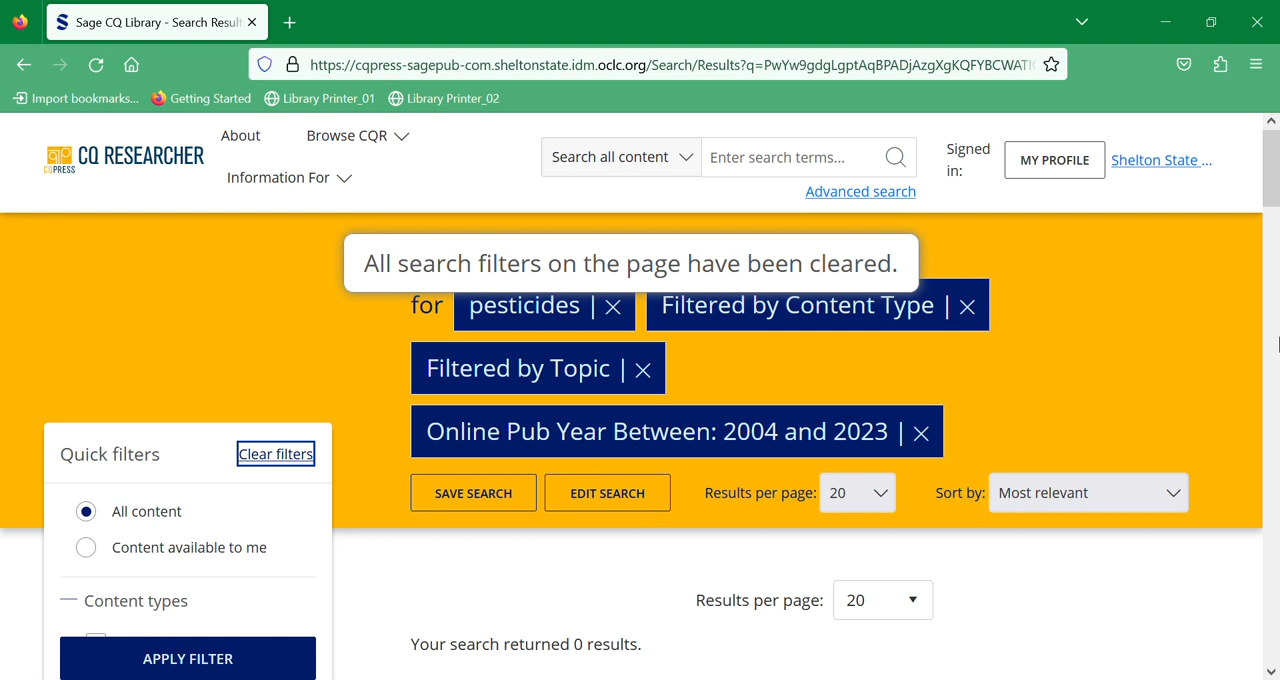 Sage CQ Library - Search Result
https://cqpress-sagepub-com.sheltonstate.idm.oclc.org/Search/Results?q=PwYw9gdgLgptAqBPADjAzgXgKQFYBCWATI
Import bookmarks... Getting Started Library Printer_01 Library Printer_02
CQPRESS CQ RESEARCHER
About Browse CQR
Information For
Search all content Enter search terms...
Advanced search
Signed in: MY PROFILE Shelton State ...
All search filters on the page have been cleared.
for pesticides | Filtered by Content Type |
Filtered by Topic |
Online Pub Year Between: 2004 and 2023 |
SAVE SEARCH EDIT SEARCH Results per page: 20 Sort by: Most relevant
Quick filters Clear filters
All content
Content available to me
Content types
APPLY FILTER
Results per page: 20
Your search returned 0 results.